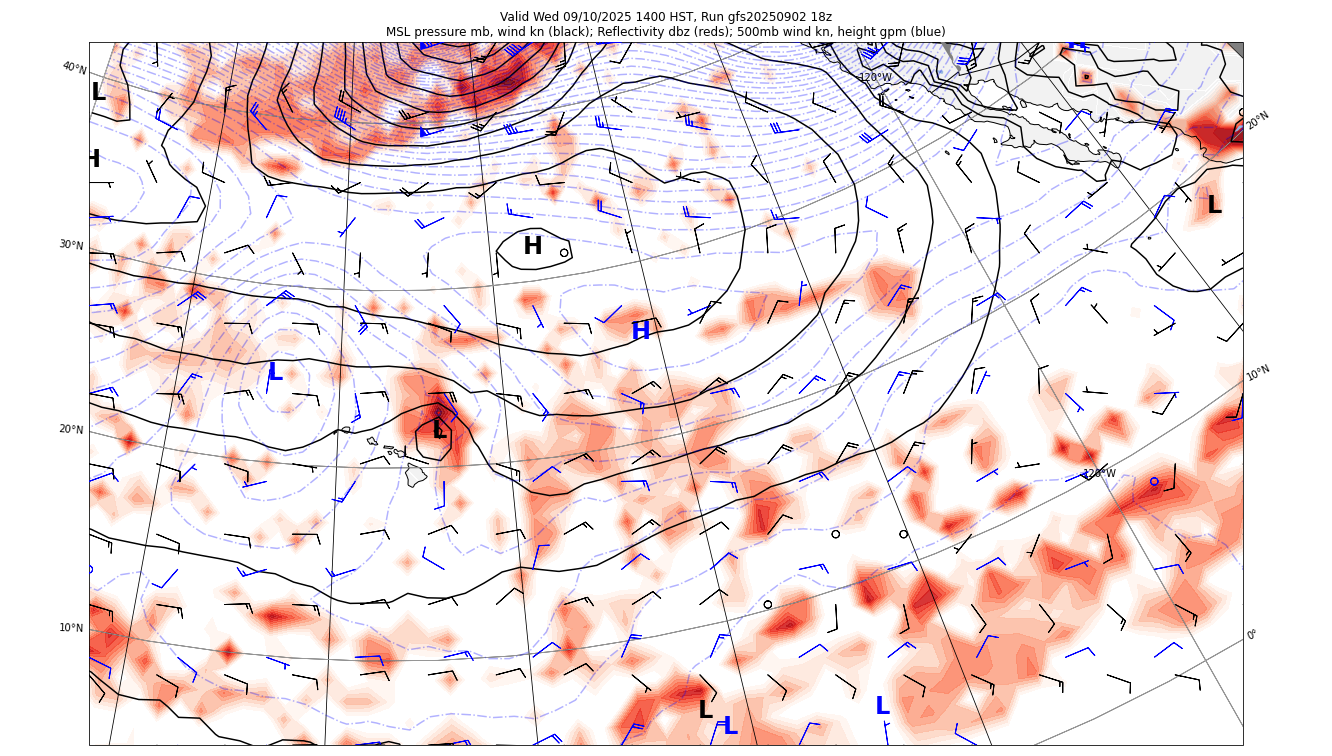 Valid Wed 09/10/2025 1400 HST, Run gfs20250902 18z
MSL pressure mb, wind kn (black); Reflectivity dbz (reds); 500mb wind kn, height gpm (blue)
40°N
120°W
20°N
L
H
L
30°N
H
H
L
10°N
20°N
L
120°W
10°N
0°
L
L
L